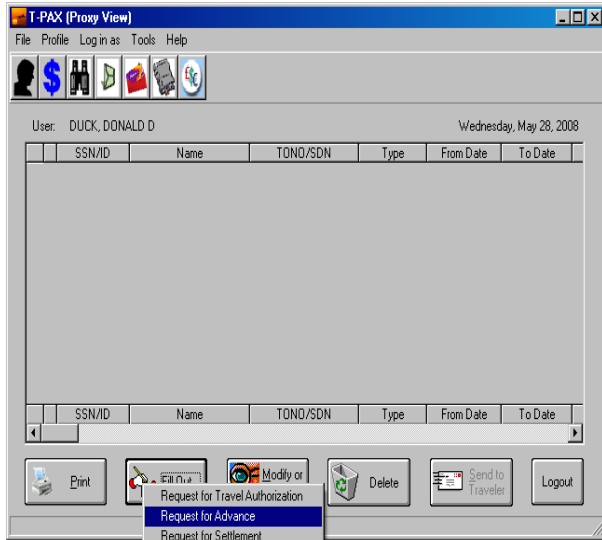 T-PAX (Proxy View)
File Profile Log in as Tools Help
User: DUCK, DONALD D Wednesday, May 28, 2008
SSN/ID Name TONO/SDN Type From Date To Date
SSN/ID Name TONO/SDN Type From Date To Date
Print Fill Out Modify or Delete Send to Traveler Logout
Request for Travel Authorization
Request for Advance
Request for Settlement